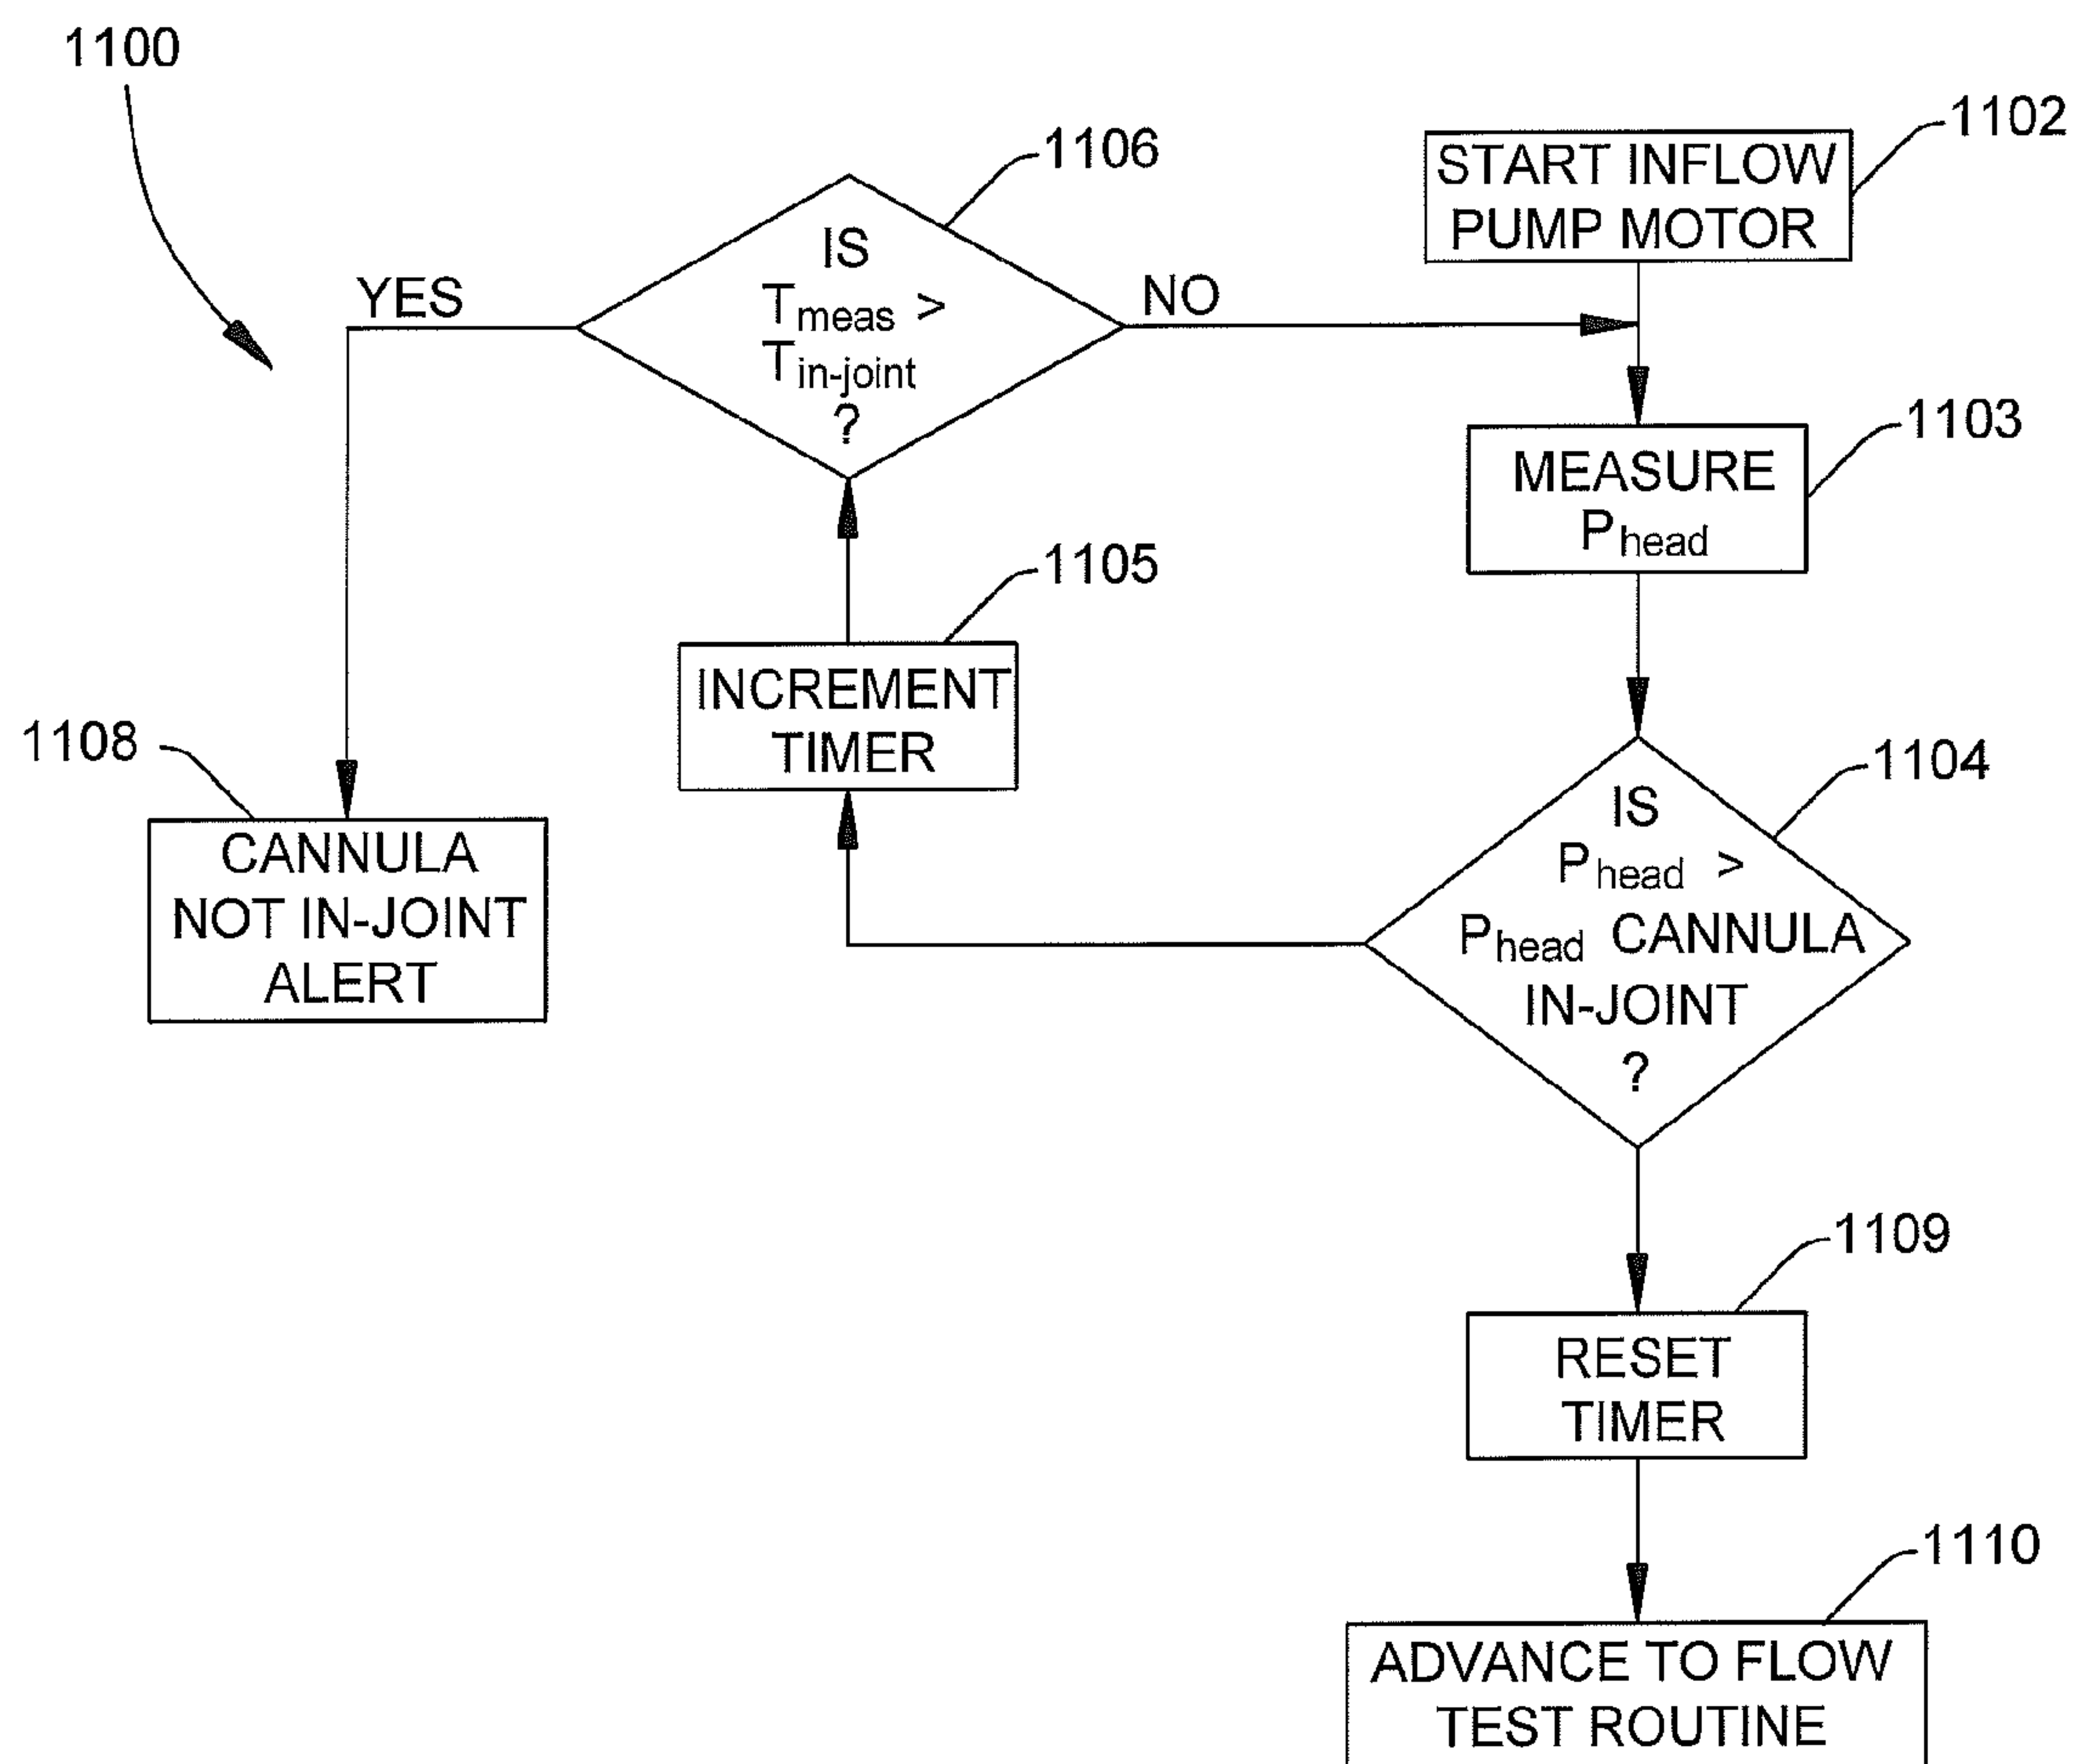 1100
1102
START INFLOW
PUMP MOTOR
1106
IS
Tmeas >
Tin-joint
?
YES
NO
1103
MEASURE
Phead
1105
INCREMENT
TIMER
1108
CANNULA
NOT IN-JOINT
ALERT
1104
IS
Phead >
Phead CANNULA
IN-JOINT
?
1109
RESET
TIMER
1110
ADVANCE TO FLOW
TEST ROUTINE